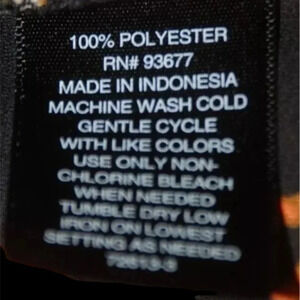 100% POLYESTER
RN# 93677
MADE IN INDONESIA
MACHINE WASH COLD
GENTLE CYCLE
WITH LIKE COLORS
USE ONLY NON-
CHLORINE BLEACH
WHEN NEEDED
TUMBLE DRY LOW
IRON ON LOWEST
SETTING AS NEEDED